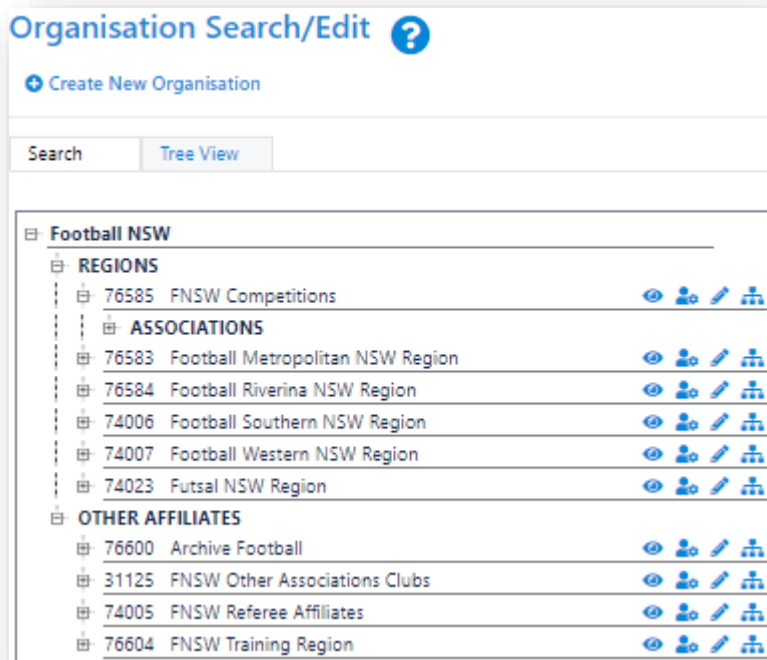 Organisation Search/Edit ?
Create New Organisation
Search Tree View
Football NSW
REGIONS
76585 FNSW Competitions
ASSOCIATIONS
76583 Football Metropolitan NSW Region
76584 Football Riverina NSW Region
74006 Football Southern NSW Region
74007 Football Western NSW Region
74023 Futsal NSW Region
OTHER AFFILIATES
76600 Archive Football
31125 FNSW Other Associations Clubs
74005 FNSW Referee Affiliates
76604 FNSW Training Region